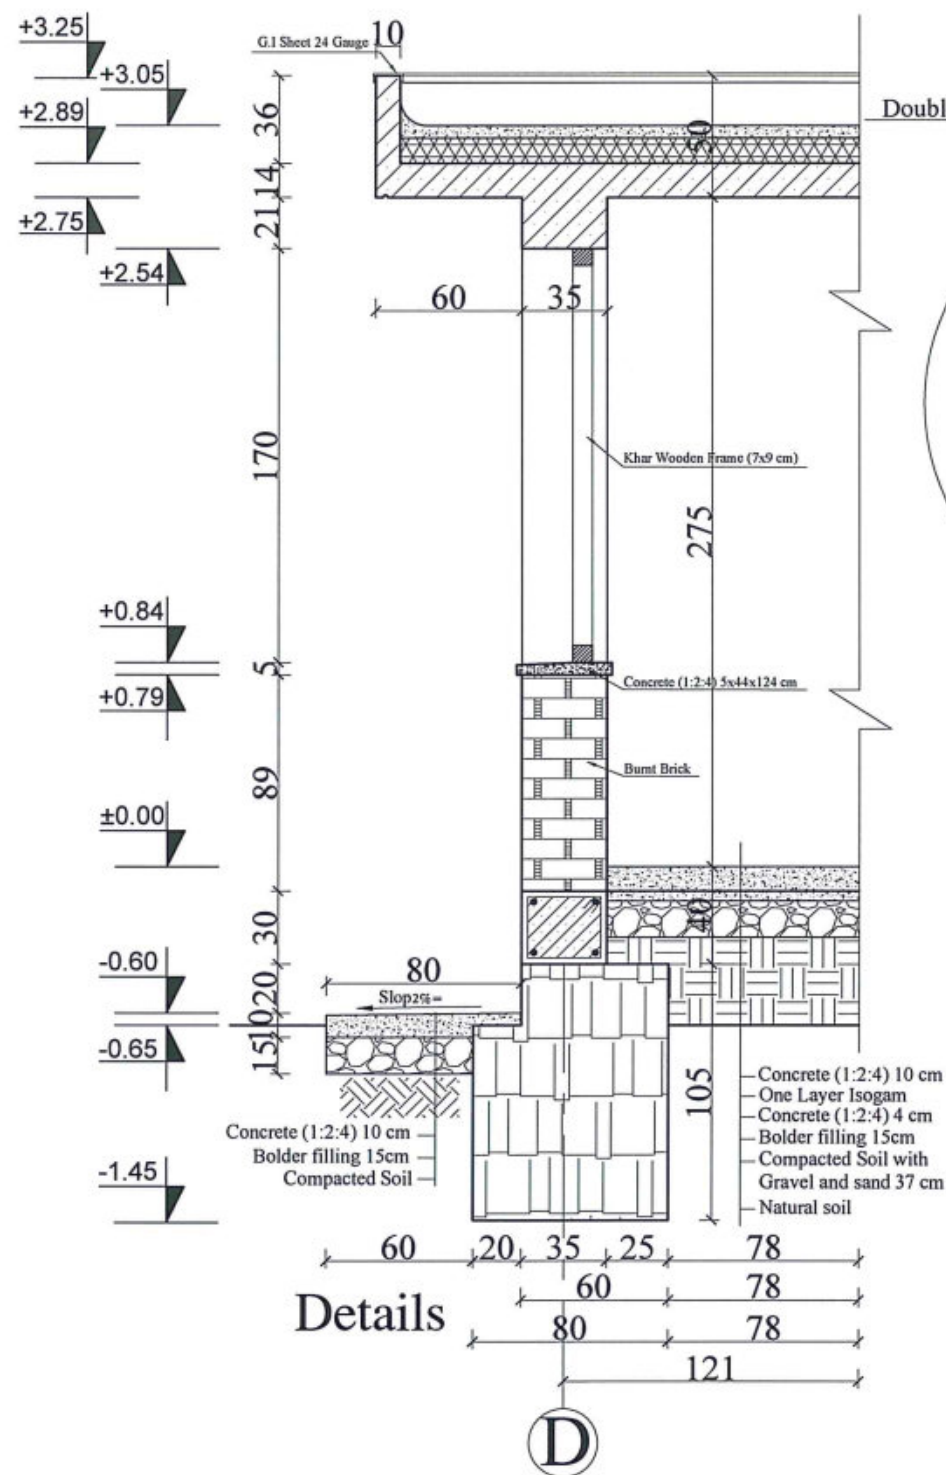 +3.25
+3.05
+2.89
+2.75
+2.54
+0.84
+0.79
±0.00
-0.60
-0.65
-1.45
G.I Sheet 24 Gauge
10
36
14
21
170
5
89
30
20
10
15
50
Doubl
60
35
Khar Wooden Frame (7x9 cm)
275
Concrete (1:2:4) 5x44x124 cm
Burnt Brick
40
80
Slop2%=
105
Concrete (1:2:4) 10 cm
Bolder filling 15cm
Compacted Soil
Concrete (1:2:4) 10 cm
One Layer Isogam
Concrete (1:2:4) 4 cm
Bolder filling 15cm
Compacted Soil with
Gravel and sand 37 cm
Natural soil
60 20 35 25 78
60 78
Details
80 78
121
D